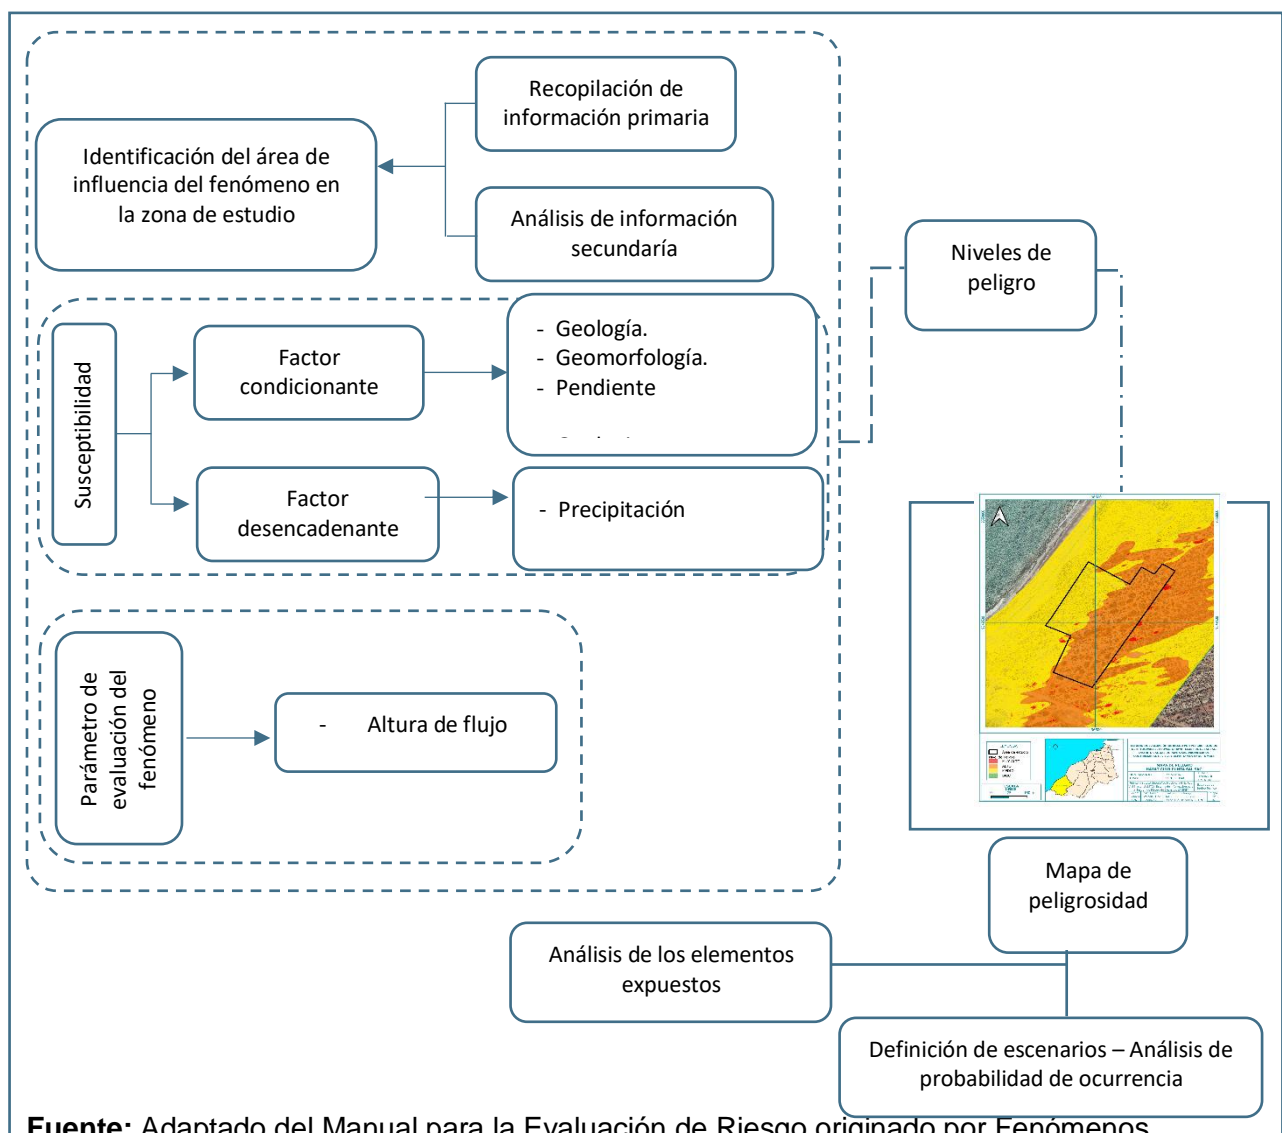 Recopilación de
información primaria
Identificación del área de
influencia del fenómeno en
la zona de estudio
Análisis de información
secundaría
Niveles de
peligro
Susceptibilidad
Factor
condicionante
- Geología.
- Geomorfología.
- Pendiente
Factor
desencadenante
- Precipitación
Parámetro de
evaluación del
fenómeno
- Altura de flujo
Mapa de
peligrosidad
Análisis de los elementos
expuestos
Definición de escenarios – Análisis de
probabilidad de ocurrencia
Fuente: Adaptado del Manual para la Evaluación de Riesgo originado por Fenómenos